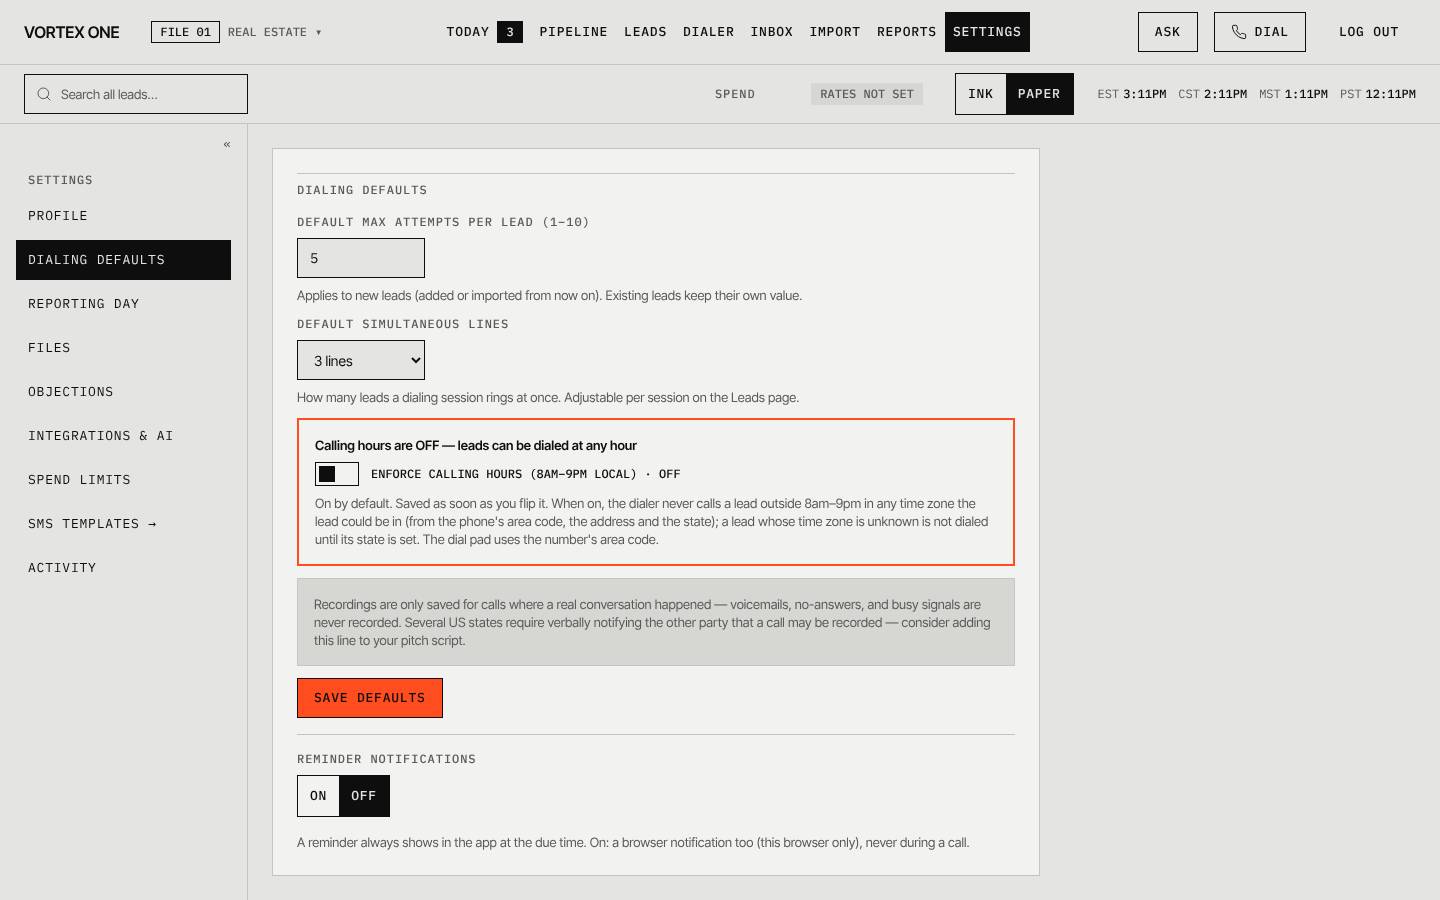 VORTEX ONE
FILE 01 REAL ESTATE ▾
TODAY 3 PIPELINE LEADS DIALER INBOX IMPORT REPORTS SETTINGS
ASK DIAL LOG OUT
Search all leads...
SPEND RATES NOT SET INK PAPER EST 3:11PM CST 2:11PM MST 1:11PM PST 12:11PM
«
SETTINGS
PROFILE
DIALING DEFAULTS
REPORTING DAY
FILES
OBJECTIONS
INTEGRATIONS & AI
SPEND LIMITS
SMS TEMPLATES →
ACTIVITY
DIALING DEFAULTS
DEFAULT MAX ATTEMPTS PER LEAD (1–10)
5
Applies to new leads (added or imported from now on). Existing leads keep their own value.
DEFAULT SIMULTANEOUS LINES
3 lines
How many leads a dialing session rings at once. Adjustable per session on the Leads page.
Calling hours are OFF — leads can be dialed at any hour
ENFORCE CALLING HOURS (8AM–9PM LOCAL) · OFF
On by default. Saved as soon as you flip it. When on, the dialer never calls a lead outside 8am–9pm in any time zone the
lead could be in (from the phone's area code, the address and the state); a lead whose time zone is unknown is not dialed
until its state is set. The dial pad uses the number's area code.
Recordings are only saved for calls where a real conversation happened — voicemails, no-answers, and busy signals are
never recorded. Several US states require verbally notifying the other party that a call may be recorded — consider adding
this line to your pitch script.
SAVE DEFAULTS
REMINDER NOTIFICATIONS
ON OFF
A reminder always shows in the app at the due time. On: a browser notification too (this browser only), never during a call.